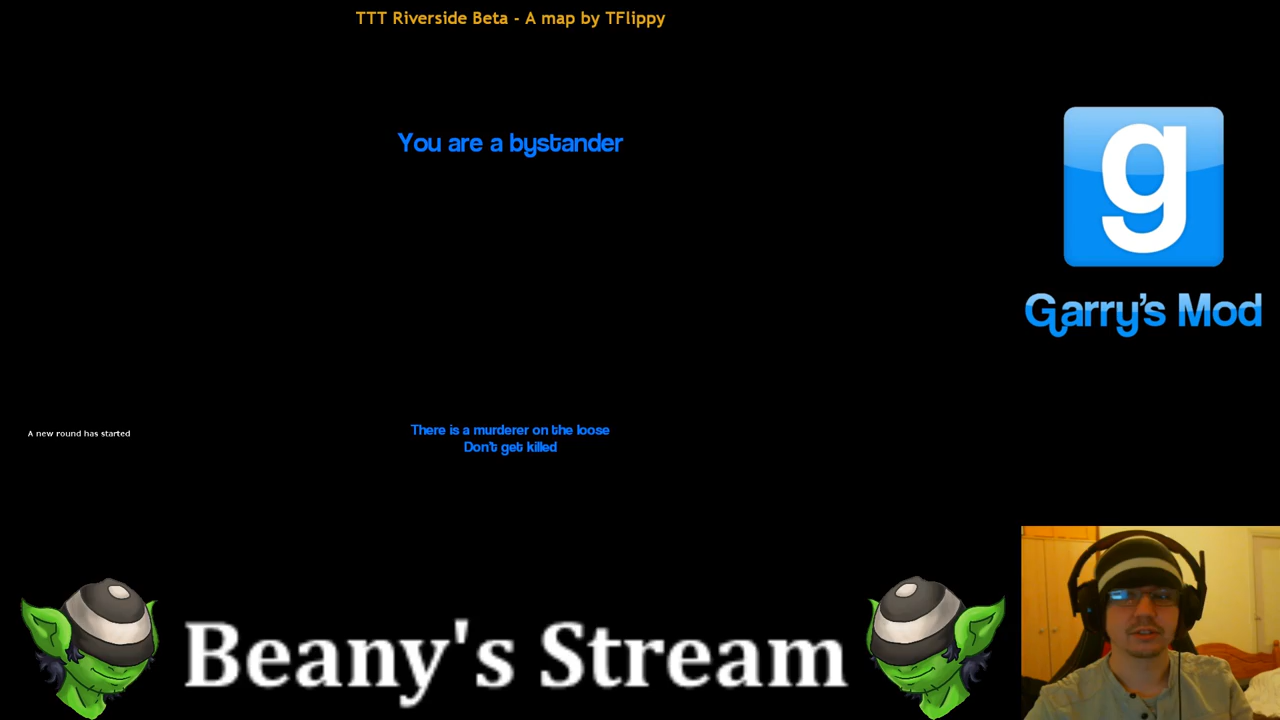 TTT Riverside Beta - A map by TFlippy
You are a bystander
g
Garry's Mod
A new round has started
There is a murderer on the loose
Don't get killed
Beany's Stream